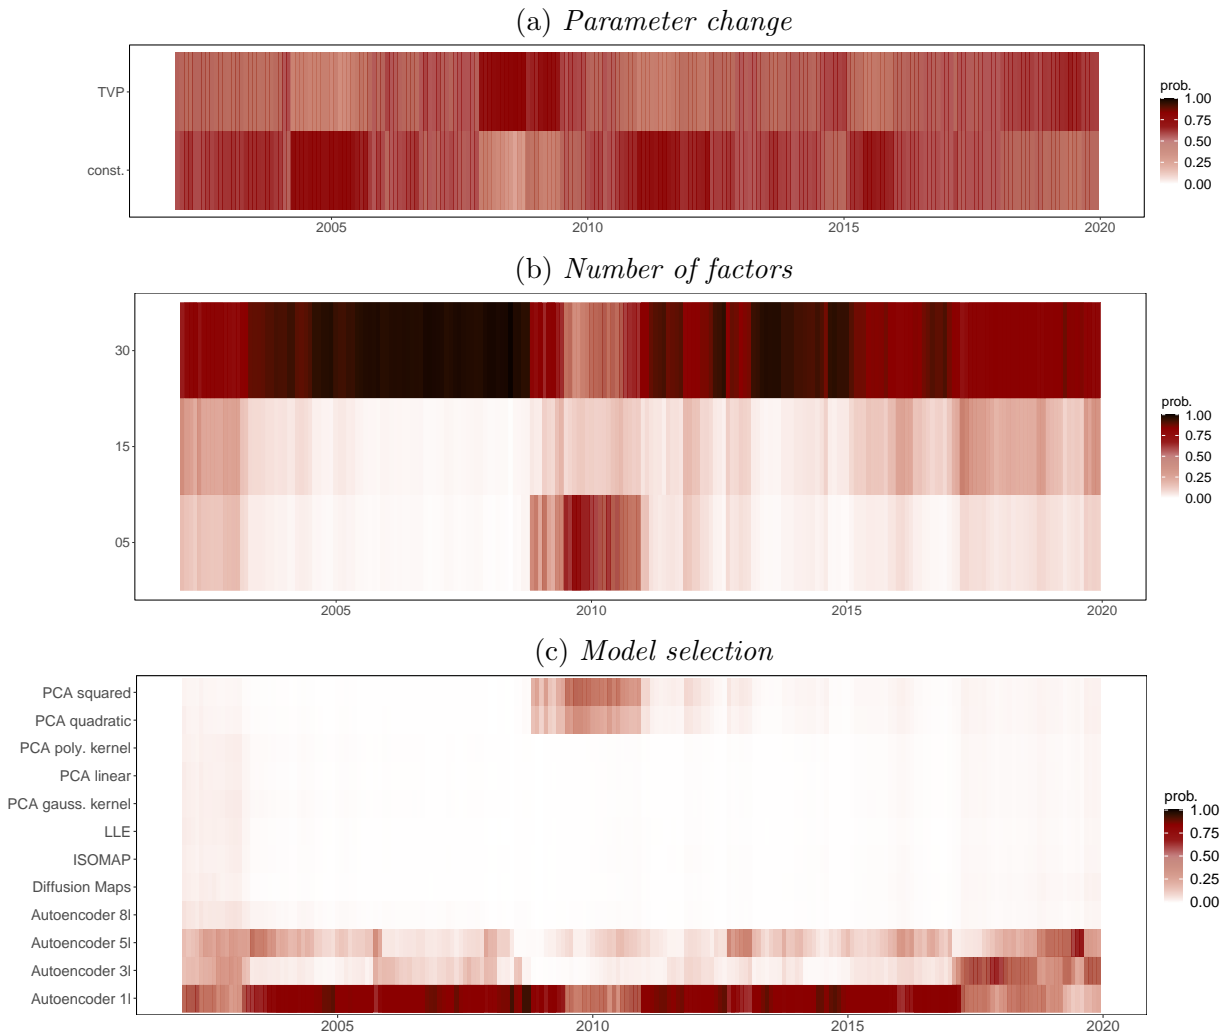 (a) Parameter change
TVP
const.
prob.
1.00
0.75
0.50
0.25
0.00
2005 2010 2015 2020
(b) Number of factors
30
15
05
prob.
1.00
0.75
0.50
0.25
0.00
2005 2010 2015 2020
(c) Model selection
PCA squared
PCA quadratic
PCA poly. kernel
PCA linear
PCA gauss. kernel
LLE
ISOMAP
Diffusion Maps
Autoencoder 8l
Autoencoder 5l
Autoencoder 3l
Autoencoder 1l
prob.
1.00
0.75
0.50
0.25
0.00
2005 2010 2015 2020